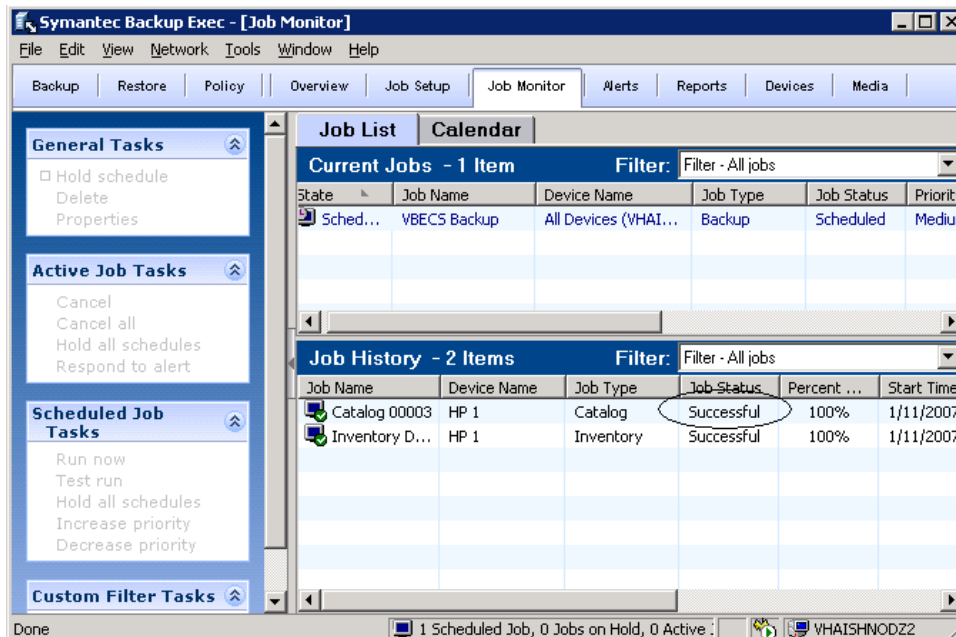 Symantec Backup Exec - [Job Monitor]
File Edit View Network Tools Window Help
Backup Restore Policy Overview Job Setup Job Monitor Alerts Reports Devices Media
General Tasks
Hold schedule
Delete
Properties
Active Job Tasks
Cancel
Cancel all
Hold all schedules
Respond to alert
Scheduled Job
Tasks
Run now
Test run
Hold all schedules
Increase priority
Decrease priority
Custom Filter Tasks
Job List Calendar
Current Jobs - 1 Item Filter: Filter - All jobs
State Job Name Device Name Job Type Job Status Priorit
Sched... VBECS Backup All Devices (VHAI... Backup Scheduled Mediu
Job History - 2 Items Filter: Filter - All jobs
Job Name Device Name Job Type Job Status Percent ... Start Time
Catalog 00003 HP 1 Catalog Successful 100% 1/11/2007
Inventory D... HP 1 Inventory Successful 100% 1/11/2007
Done 1 Scheduled Job, 0 Jobs on Hold, 0 Active VHAISHNODZ2